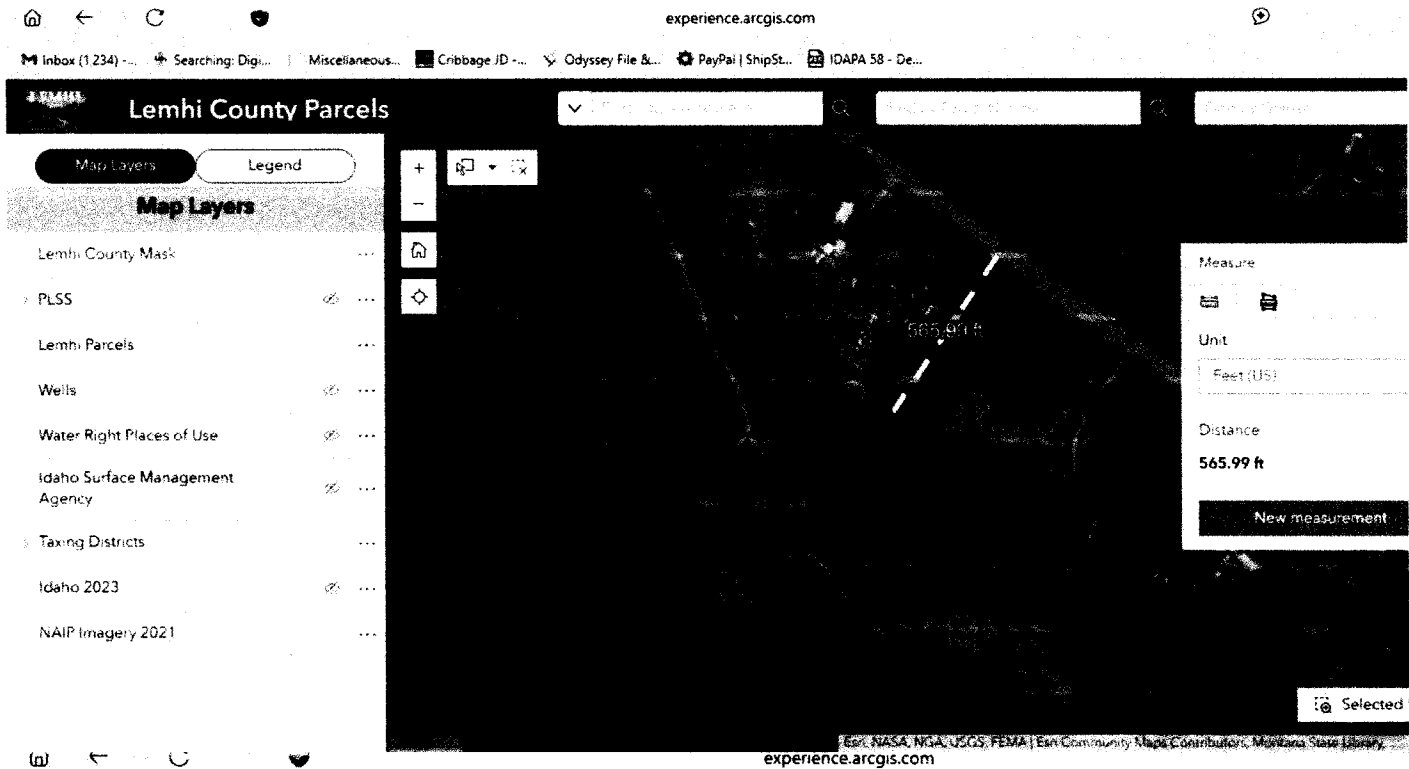 experience.arcgis.com
Inbox (1 234) -... Searching: Digi... Miscellaneous... Cribbage JD -... Odyssey File &... PayPal | ShipSt... IDAPA 58 - De...
Lemhi County Parcels
Map Layers Legend
Map Layers
Lemhi County Mask ...
PLSS ...
Lemhi Parcels ...
Wells ...
Water Right Places of Use ...
Idaho Surface Management
Agency ...
Taxing Districts ...
Idaho 2023 ...
NAIP Imagery 2021 ...
+
−
565.99 ft
Measure
Unit
Feet (US)
Distance
565.99 ft
New measurement
Selected
Esri, NASA, NGA, USGS, FEMA | Esri Community Maps Contributors, Montana State Library,
experience.arcgis.com